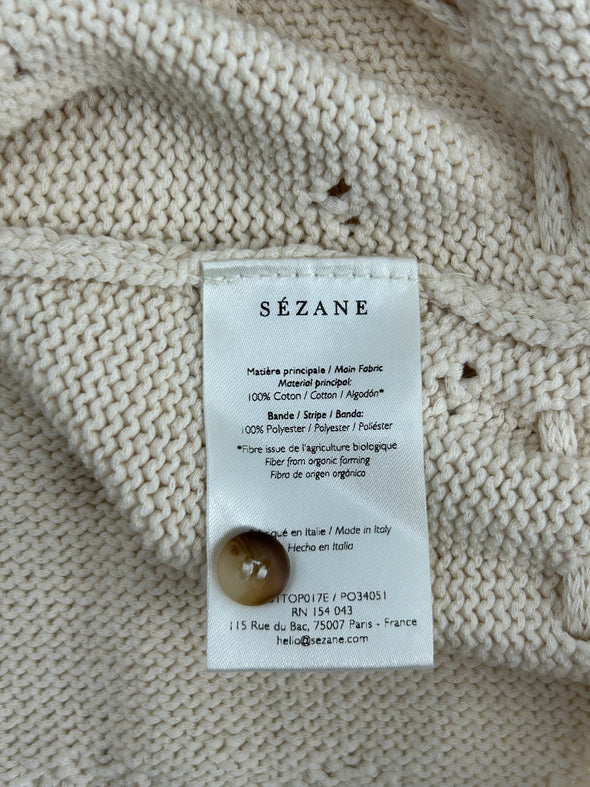 SÉZANE
Matière principale / Main Fabric
Material principal:
100% Coton / Cotton / Algodón*
Bande / Stripe / Banda:
100% Polyester / Polyester / Poliéster
*Fibre issue de l'agriculture biologique
Fiber from organic farming
Fibra de origen orgánico
en Italie / Made in Italy
Hecho en Italia
/ PO34051
RN 154 043
115 Rue du Bac, 75007 Paris - France
hello@sezane.com